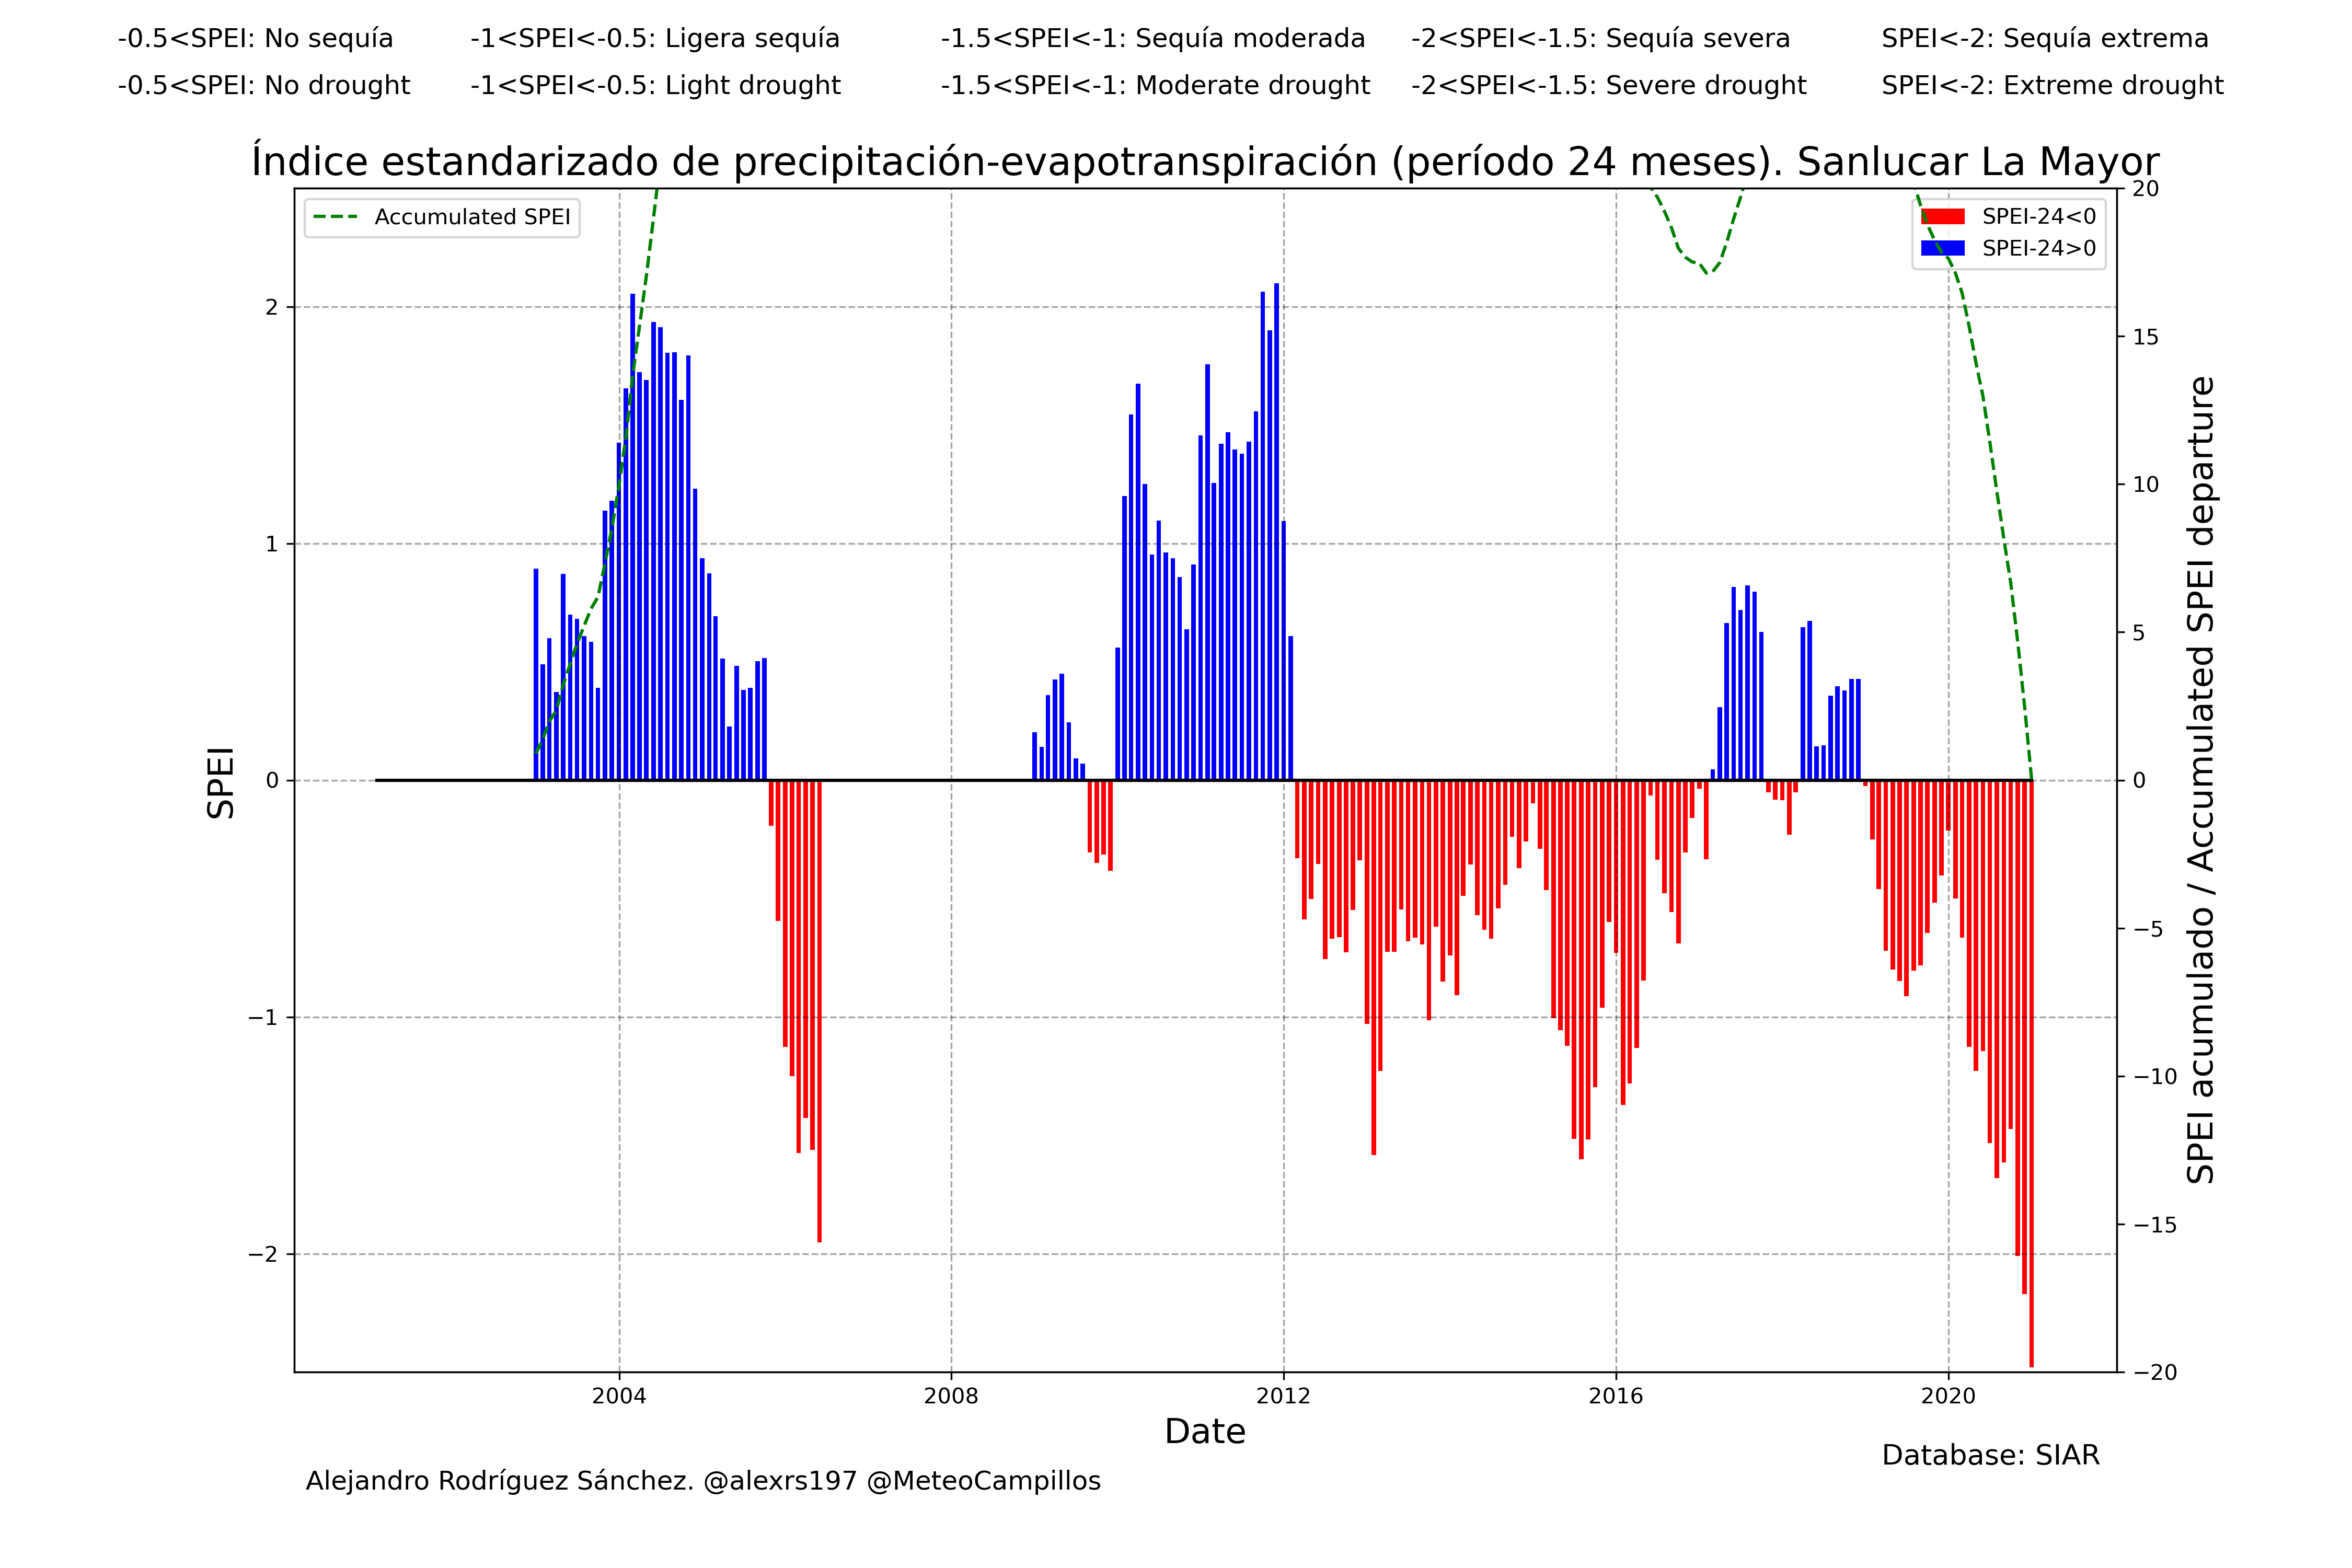 -0.5<SPEI: No sequía -1<SPEI<-0.5: Ligera sequía -1.5<SPEI<-1: Sequía moderada -2<SPEI<-1.5: Sequía severa SPEI<-2: Sequía extrema
-0.5<SPEI: No drought -1<SPEI<-0.5: Light drought -1.5<SPEI<-1: Moderate drought -2<SPEI<-1.5: Severe drought SPEI<-2: Extreme drought
Índice estandarizado de precipitación-evapotranspiración (período 24 meses). Sanlucar La Mayor
Accumulated SPEI
SPEI-24<0
SPEI-24>0
SPEI
2
1
0
−1
−2
20
15
10
5
0
−5
−10
−15
−20
SPEI acumulado / Accumulated SPEI departure
2004 2008 2012 2016 2020
Date
Database: SIAR
Alejandro Rodríguez Sánchez. @alexrs197 @MeteoCampillos